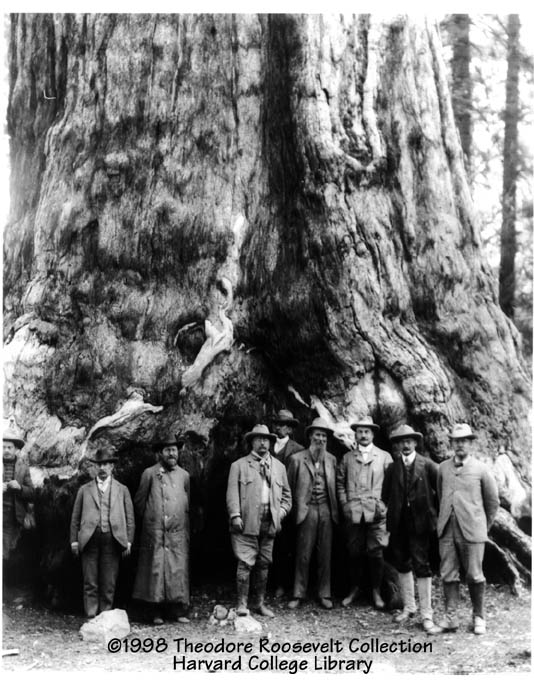 ©1998 Theodore Roosevelt Collection
Harvard College Library